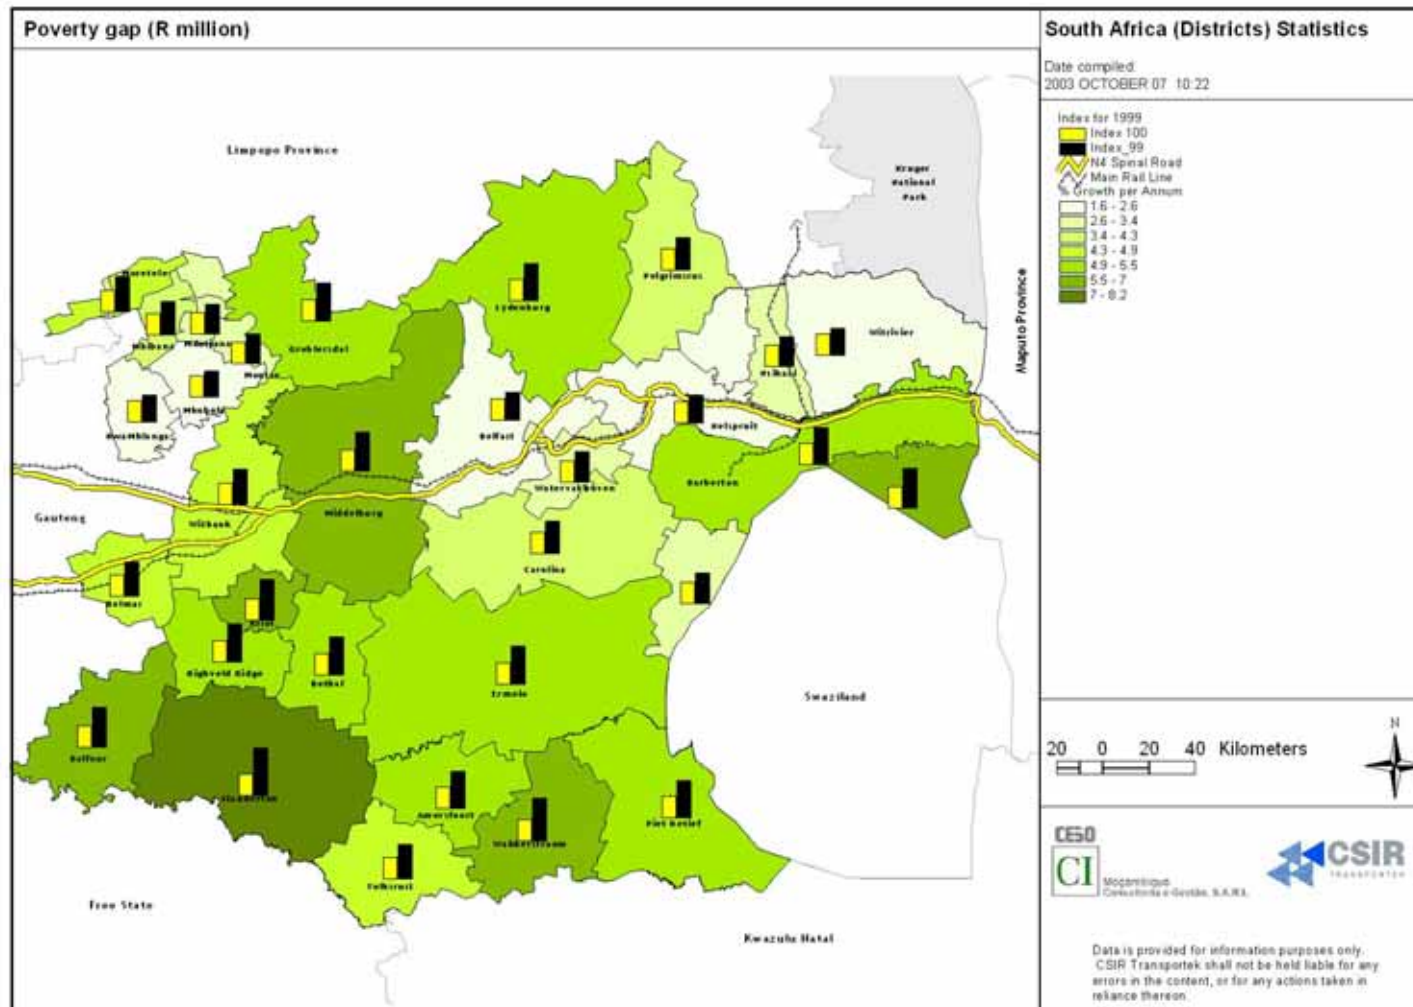 Poverty gap (R million)
South Africa (Districts) Statistics
Date compiled:
2003 OCTOBER 07 10:22
Index for 1999
Index 100
Index_99
N4 Spinal Road
Main Rail Line
% Growth per Annum
1.6 - 2.6
2.6 - 3.4
3.4 - 4.3
4.3 - 4.9
4.9 - 5.5
5.5 - 7
7 - 8.2
Limpopo Province
Kruger
National
Park
Maputo Province
Pelgrimsrus
Lydenburg
Groblersdal
Witrivier
Belfast
Nelspruit
Waterval Boven
Barberton
Middelburg
Witbank
Gauteng
Delmas
Carolina
Highveld Ridge
Bethal
Ermelo
Swaziland
Balfour
Amersfoort
Piet Retief
Volksrust
Free State
Kwazulu Natal
20 0 20 40 Kilometers
N
CESO
CI
Moçambique
Consultoria e Gestão, S.A.R.L.
CSIR
TRANSPORTEK
Data is provided for information purposes only.
CSIR Transportek shall not be held liable for any
errors in the content, or for any actions taken in
reliance thereon.